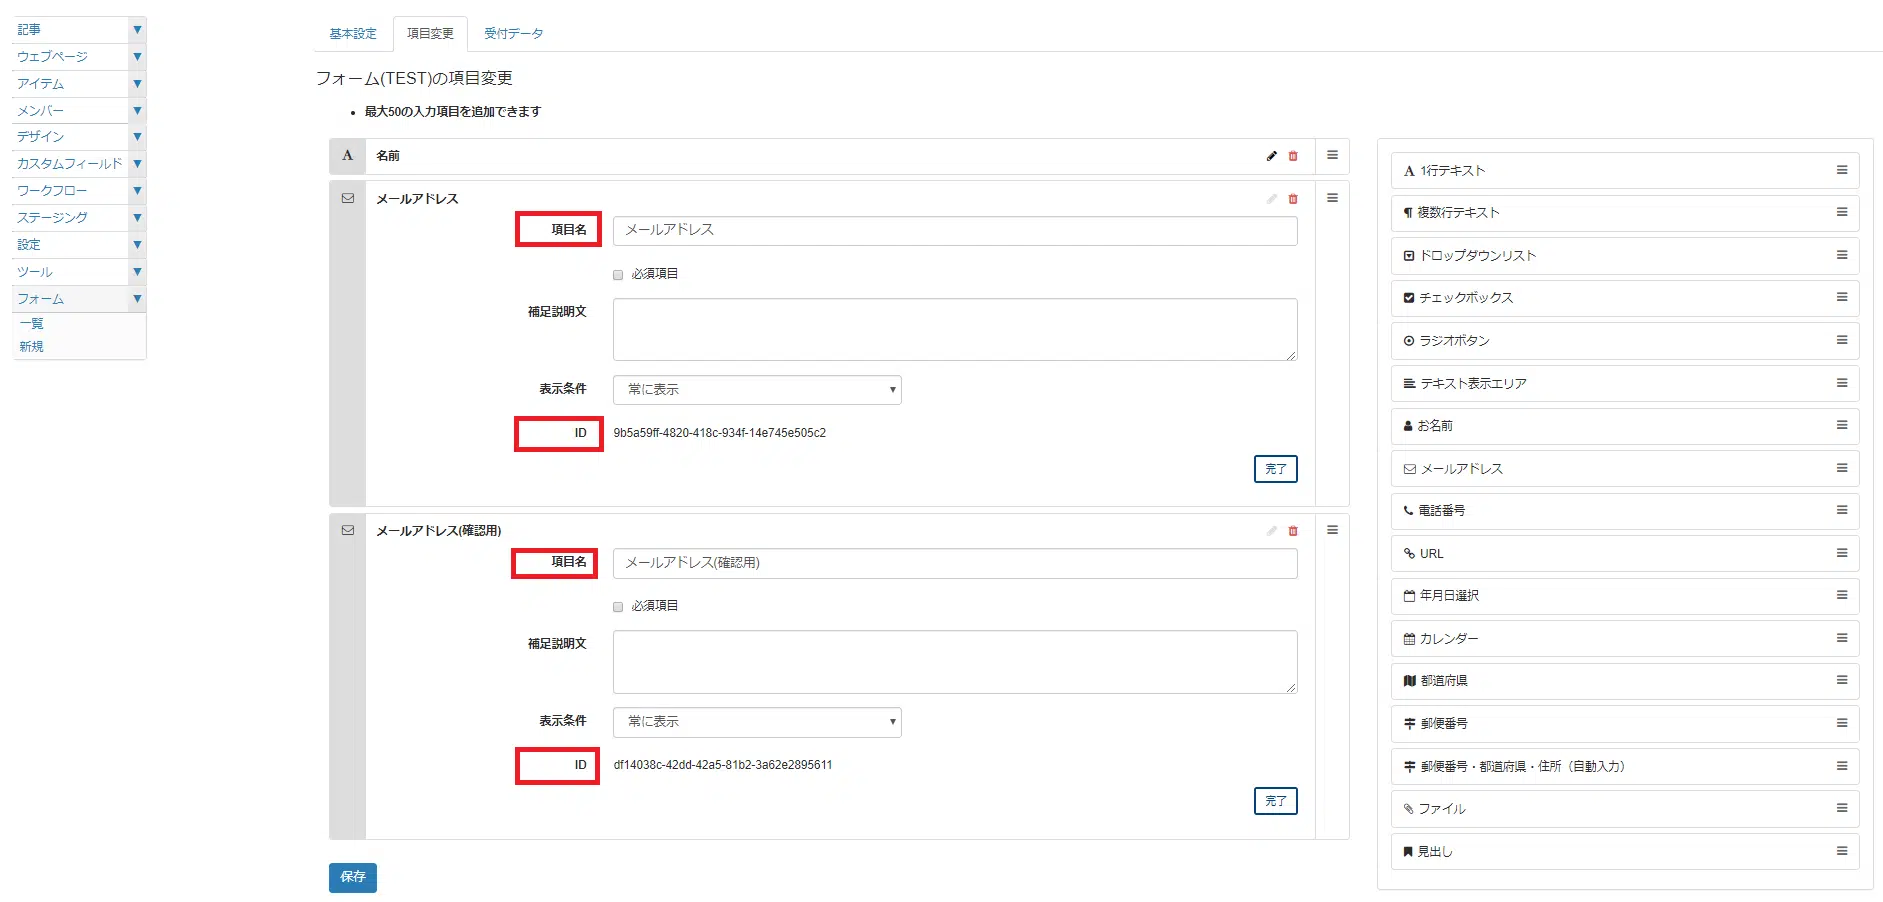 記事
ウェブページ
アイテム
メンバー
デザイン
カスタムフィールド
ワークフロー
ステージング
設定
ツール
フォーム
一覧
新規
基本設定 項目変更 受付データ
フォーム(TEST)の項目変更
最大50の入力項目を追加できます
A 名前
メールアドレス
項目名 メールアドレス
必須項目
補足説明文
表示条件 常に表示
ID 9b5a59ff-4820-418c-934f-14e745e505c2
完了
メールアドレス(確認用)
項目名 メールアドレス(確認用)
必須項目
補足説明文
表示条件 常に表示
ID df14038c-42dd-42a5-81b2-3a62e2895611
完了
保存
A 1行テキスト
複数行テキスト
ドロップダウンリスト
チェックボックス
ラジオボタン
テキスト表示エリア
お名前
メールアドレス
電話番号
URL
年月日選択
カレンダー
都道府県
郵便番号
郵便番号・都道府県・住所（自動入力）
ファイル
見出し